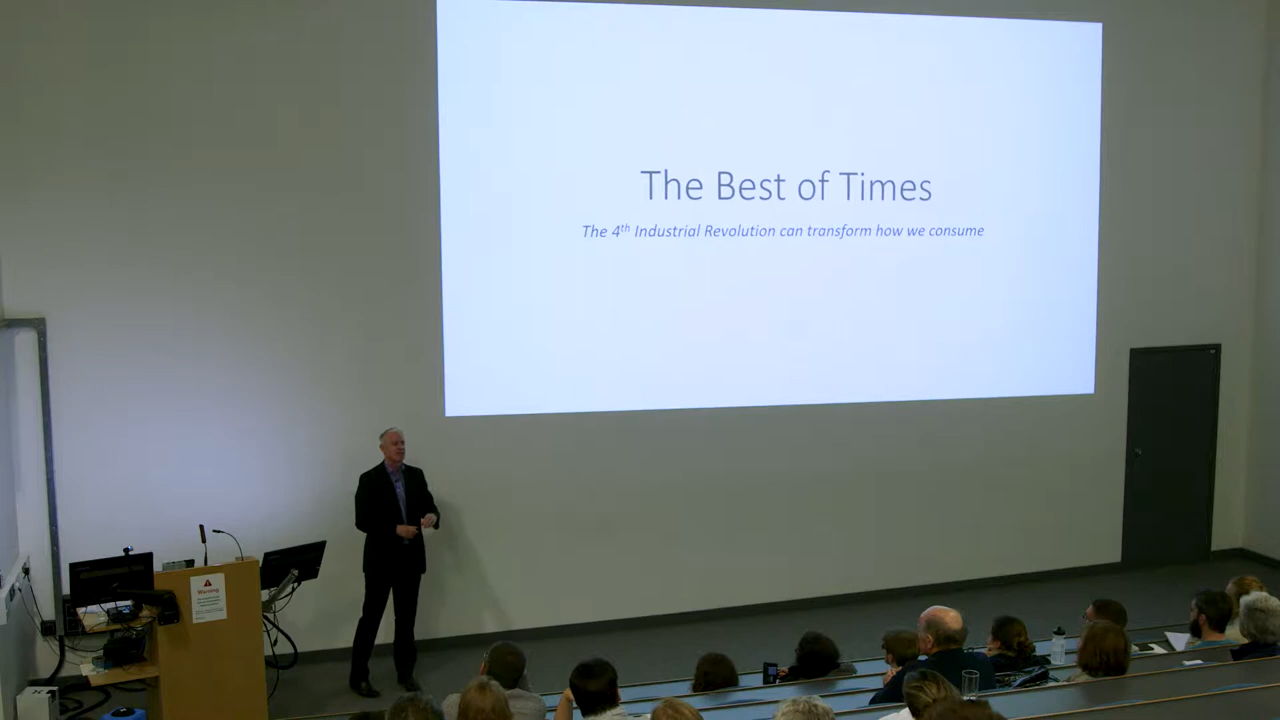 The Best of Times
The 4th Industrial Revolution can transform how we consume
Warning